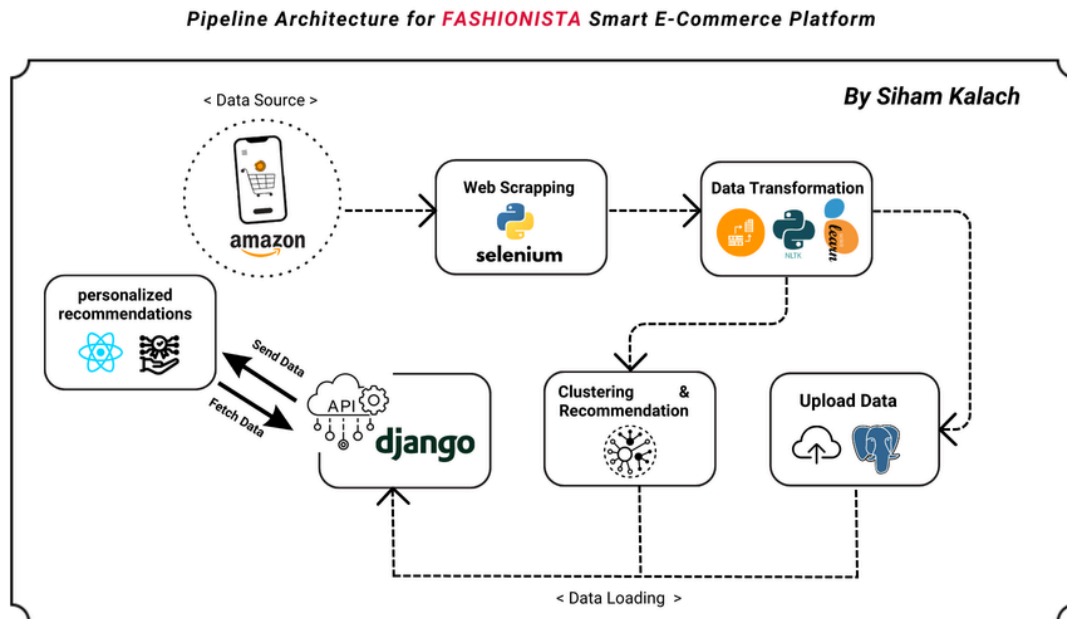 Pipeline Architecture for FASHIONISTA Smart E-Commerce Platform
By Siham Kalach
< Data Source >
amazon
Web Scrapping
selenium
Data Transformation
NLTK
learn
personalized
recommendations
Send Data
Fetch Data
API
django
Clustering &
Recommendation
Upload Data
< Data Loading >